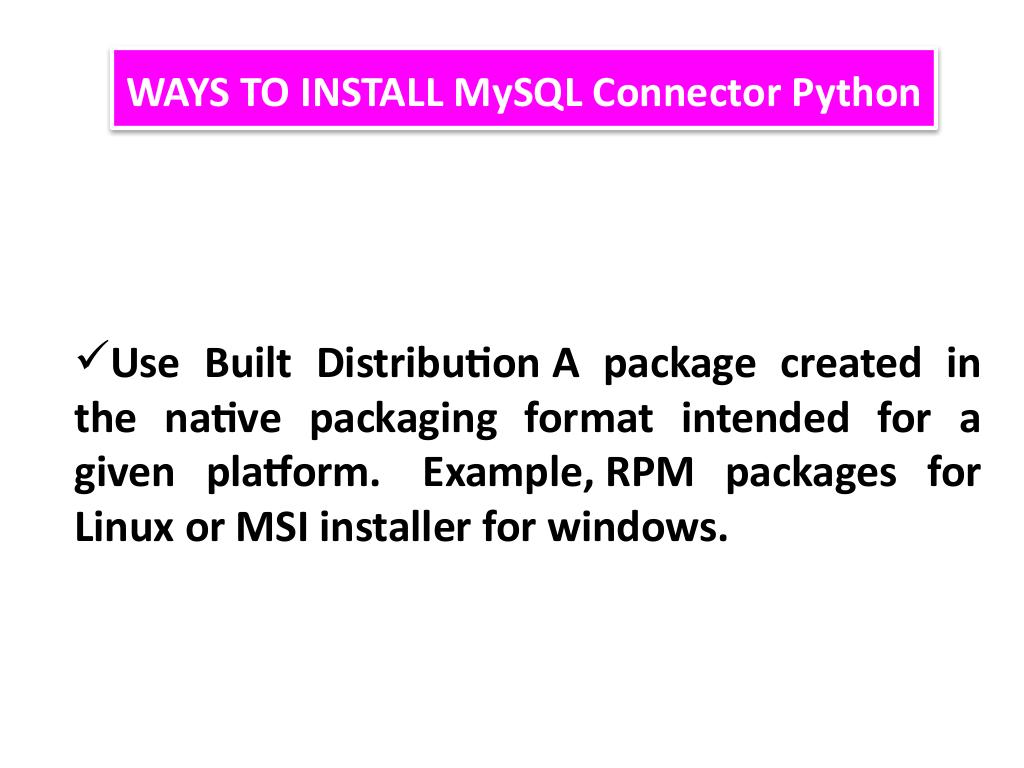 WAYS TO INSTALL MySQL Connector Python
✓Use Built Distribution A package created in
the native packaging format intended for a
given platform. Example, RPM packages for
Linux or MSI installer for windows.